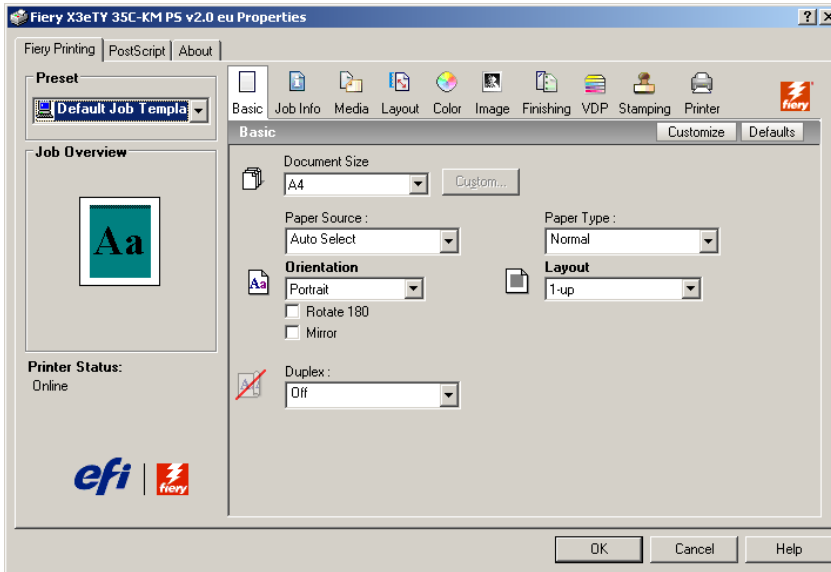 Fiery X3eTY 35C-KM PS v2.0 eu Properties
Fiery Printing PostScript About
Preset
Default Job Templa
Job Overview
Aa
Printer Status:
Online
efi fiery
Basic Job Info Media Layout Color Image Finishing VDP Stamping Printer
fiery
Basic Customize Defaults
Document Size
A4 Custom...
Paper Source : Paper Type :
Auto Select Normal
Orientation Layout
Aa Portrait 1-up
Rotate 180
Mirror
Duplex :
Off
OK Cancel Help